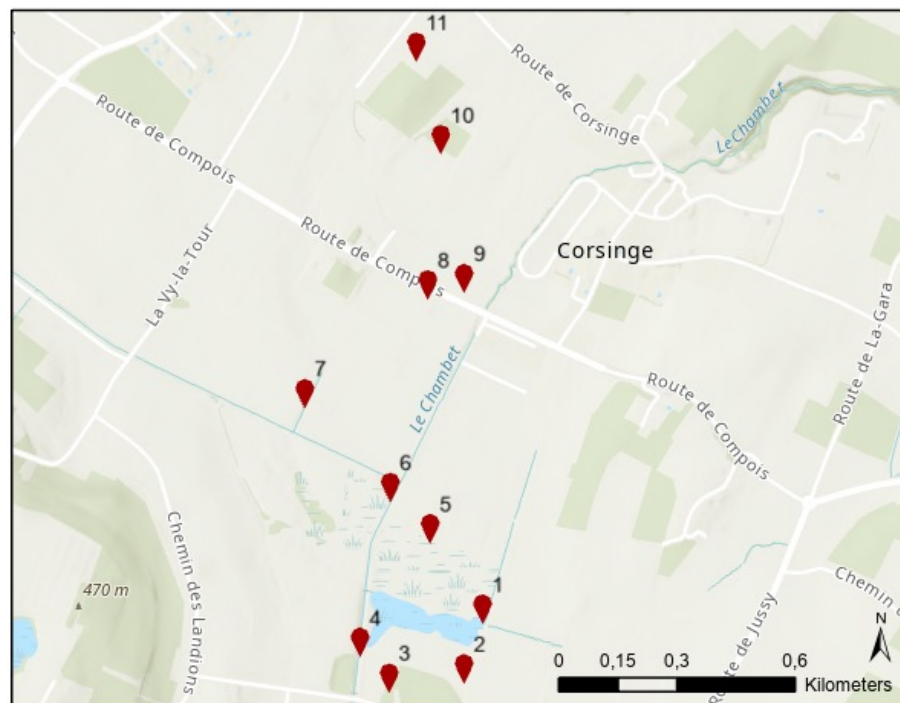 11
Route de Corsinge
Le Chambet
Route de Compois
10
La Vy-la-Tour
Route de Compois
8
9
Corsinge
Route de La-Gara
7
Le Chambet
Route de Compois
6
5
Chemin des Landions
470 m
1
Chemin
4
3
2
Route de Jussy
N
0 0,15 0,3 0,6
Kilometers